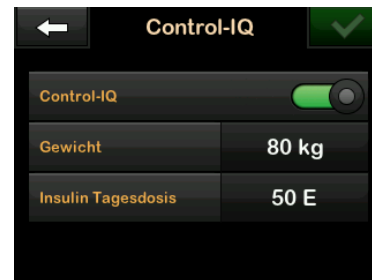 Control-IQ
Control-IQ
Gewicht 80 kg
Insulin Tagesdosis 50 E